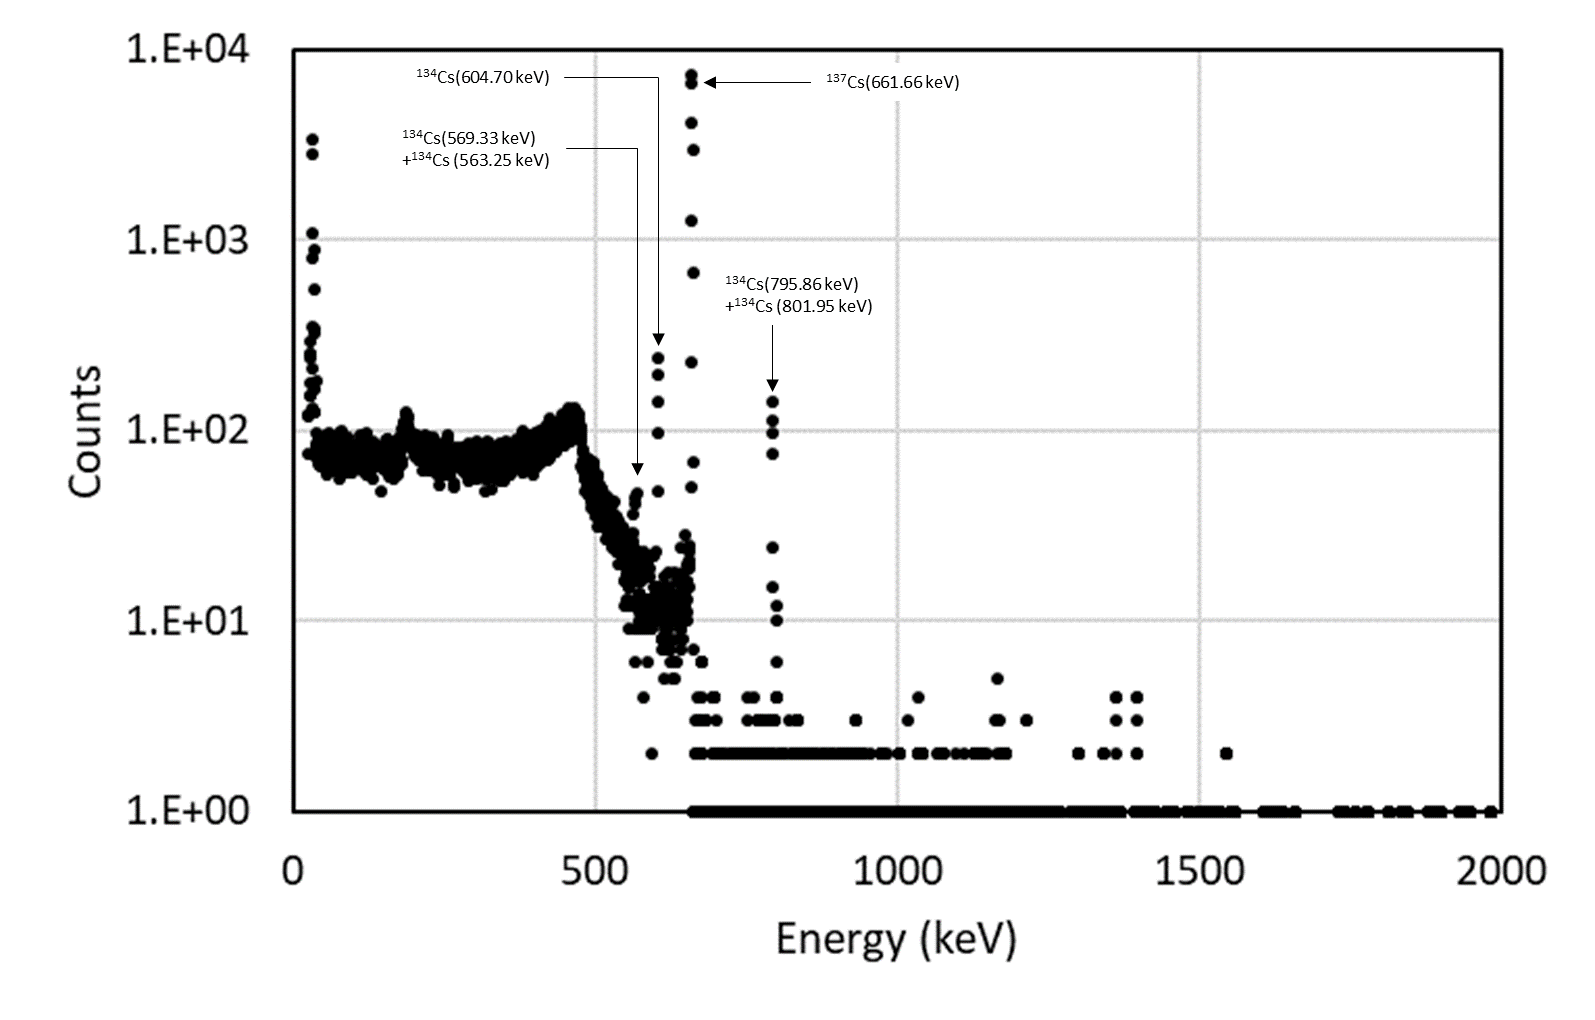 1.E+04
1.E+03
1.E+02
1.E+01
1.E+00
Counts
¹³⁴Cs(604.70 keV)
¹³⁷Cs(661.66 keV)
¹³⁴Cs(569.33 keV)
+¹³⁴Cs (563.25 keV)
¹³⁴Cs(795.86 keV)
+¹³⁴Cs (801.95 keV)
0 500 1000 1500 2000
Energy (keV)